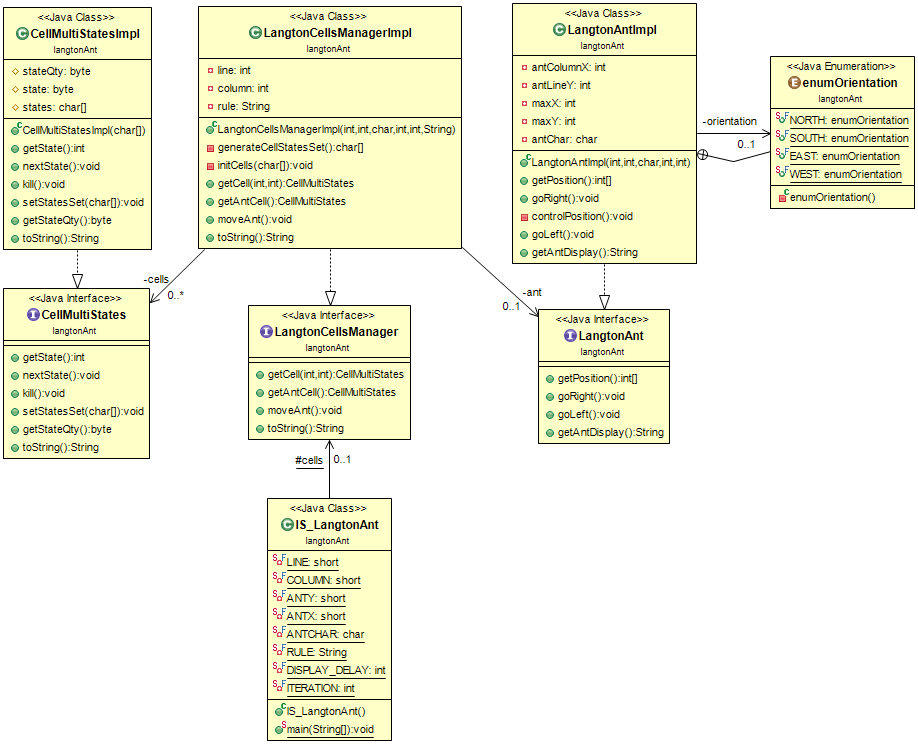 <<Java Class>>
CellMultiStatesImpl
langtonAnt
stateQty: byte
state: byte
states: char[]
CellMultiStatesImpl(char[])
getState():int
nextState():void
kill():void
setStatesSet(char[]):void
getStateQty():byte
toString():String
<<Java Class>>
LangtonCellsManagerImpl
langtonAnt
line: int
column: int
rule: String
LangtonCellsManagerImpl(int,int,char,int,int,String)
generateCellStatesSet():char[]
initCells(char[]):void
getCell(int,int):CellMultiStates
getAntCell():CellMultiStates
moveAnt():void
toString():String
<<Java Class>>
LangtonAntImpl
langtonAnt
antColumnX: int
antLineY: int
maxX: int
maxY: int
antChar: char
LangtonAntImpl(int,int,char,int,int)
getPosition():int[]
goRight():void
controlPosition():void
goLeft():void
getAntDisplay():String
-orientation
0..1
<<Java Enumeration>>
enumOrientation
langtonAnt
NORTH: enumOrientation
SOUTH: enumOrientation
EAST: enumOrientation
WEST: enumOrientation
enumOrientation()
-cells
0..*
-ant
0..1
<<Java Interface>>
CellMultiStates
langtonAnt
getState():int
nextState():void
kill():void
setStatesSet(char[]):void
getStateQty():byte
toString():String
<<Java Interface>>
LangtonCellsManager
langtonAnt
getCell(int,int):CellMultiStates
getAntCell():CellMultiStates
moveAnt():void
toString():String
<<Java Interface>>
LangtonAnt
langtonAnt
getPosition():int[]
goRight():void
goLeft():void
getAntDisplay():String
#cells
0..1
<<Java Class>>
IS_LangtonAnt
langtonAnt
LINE: short
COLUMN: short
ANTY: short
ANTX: short
ANTCHAR: char
RULE: String
DISPLAY_DELAY: int
ITERATION: int
IS_LangtonAnt()
main(String[]):void